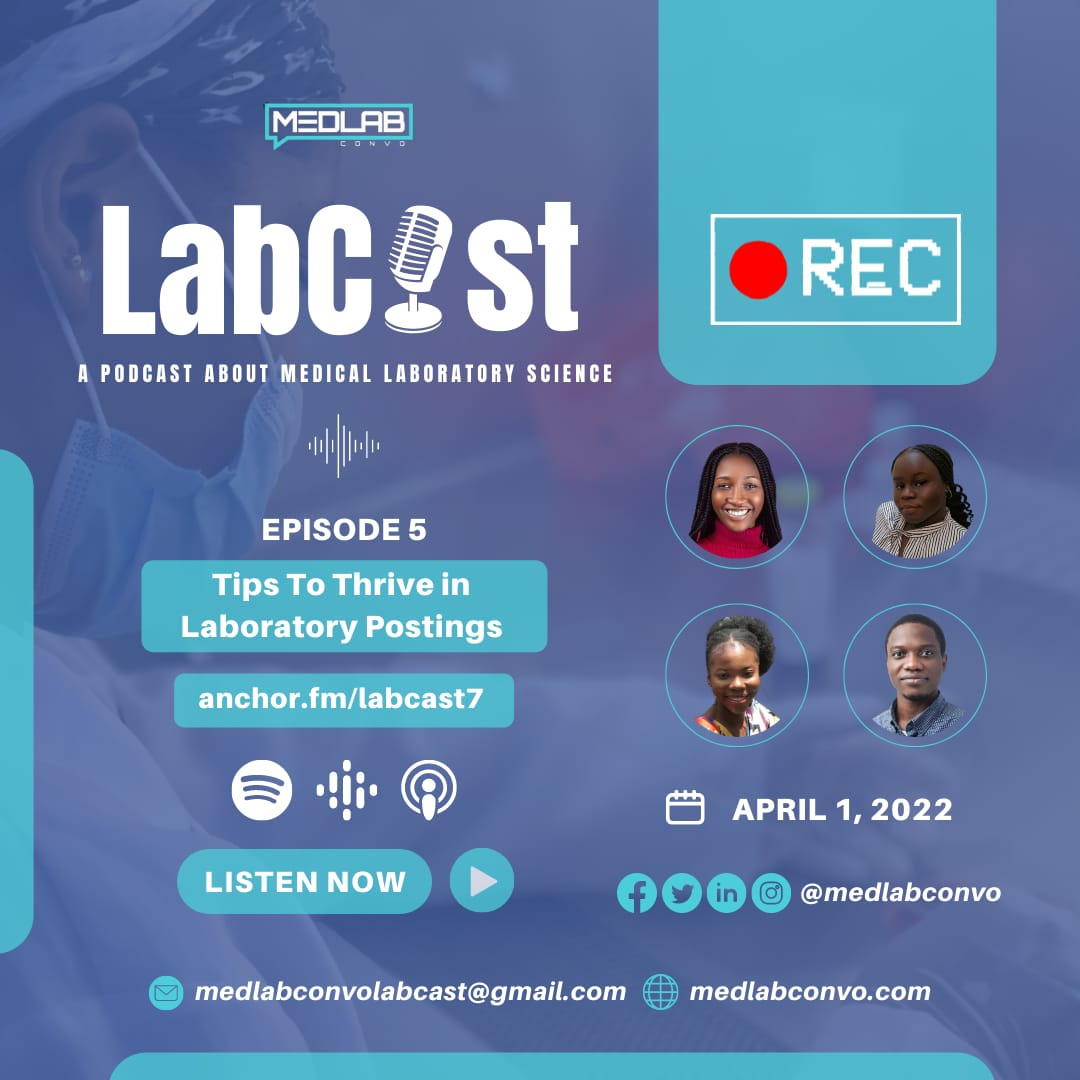 MEDLAB
CONVO
LabCast
A PODCAST ABOUT MEDICAL LABORATORY SCIENCE
REC
EPISODE 5
Tips To Thrive in
Laboratory Postings
anchor.fm/labcast7
LISTEN NOW
APRIL 1, 2022
@medlabconvo
medlabconvolabcast@gmail.com
medlabconvo.com